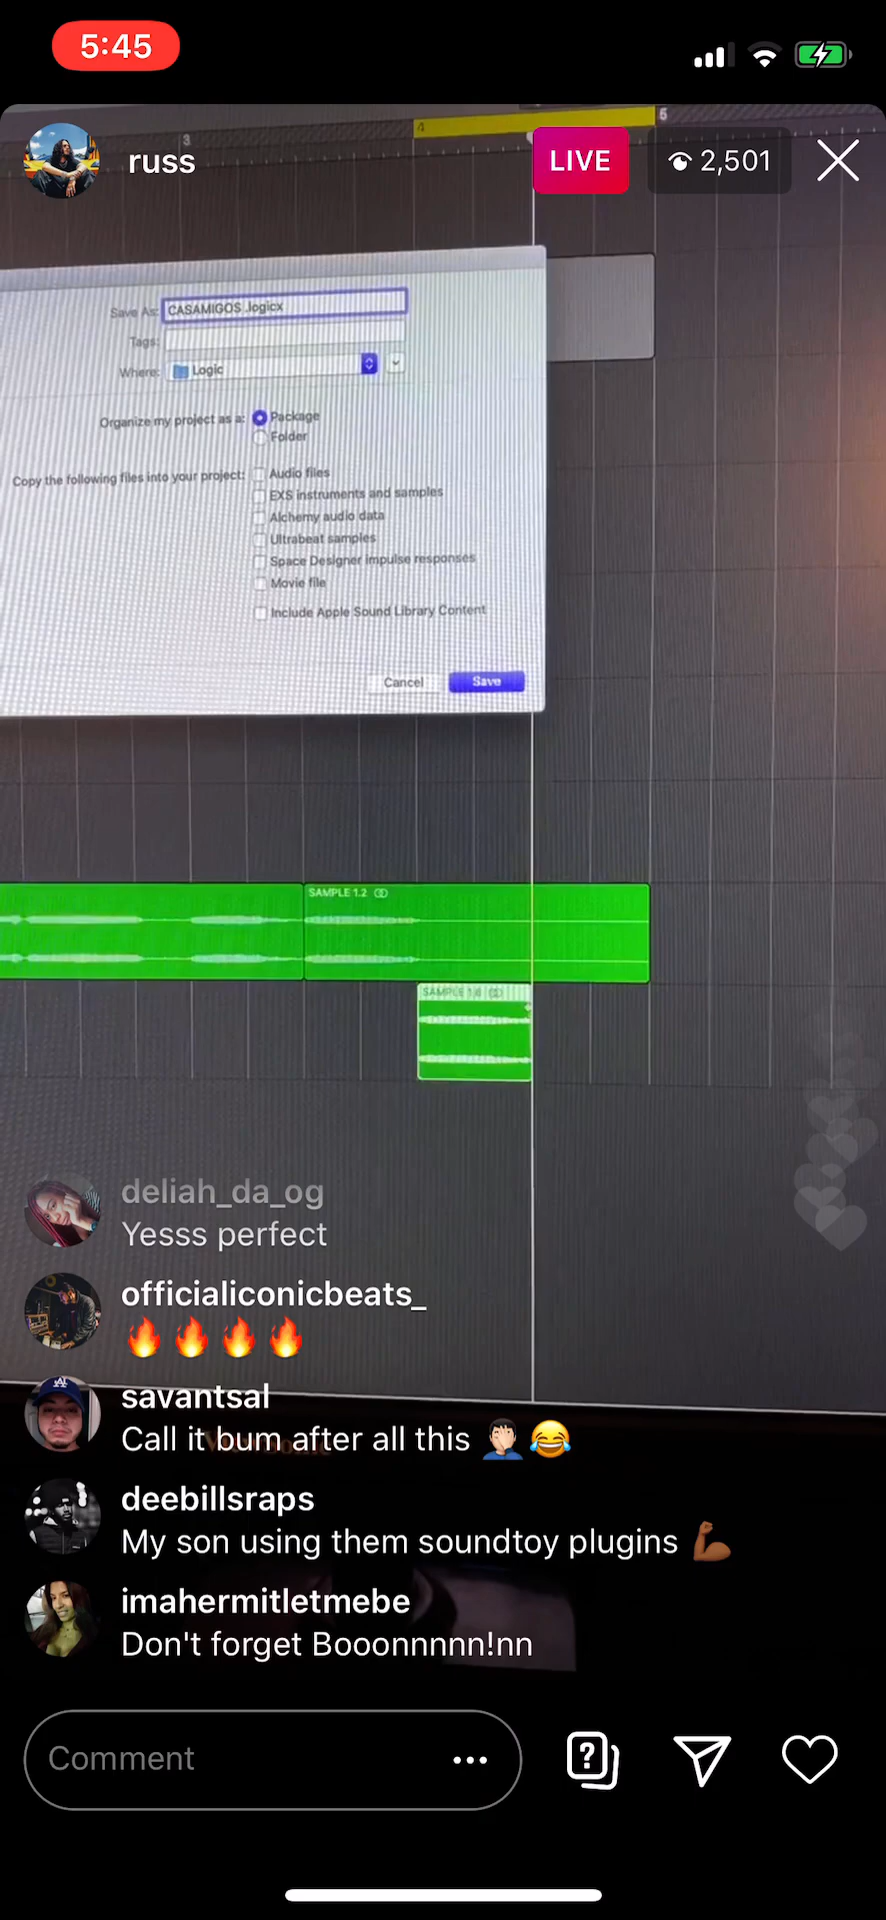 5:45
3
4
5
russ
LIVE
2,501
Save As: CASAMIGOS .logicx
Tags:
Where: Logic
Organize my project as a: Package
Folder
Copy the following files into your project: Audio files
EXS instruments and samples
Alchemy audio data
Ultrabeat samples
Space Designer impulse responses
Movie file
Include Apple Sound Library Content
Cancel
Save
SAMPLE 1.2
SAMPLE
deliah_da_og
Yesss perfect
officialiconicbeats_
🔥🔥🔥🔥
savantsal
Call it bum after all this 🤦🏻‍♂️😂
deebillsraps
My son using them soundtoy plugins 💪🏾
imahermitletmebe
Don't forget Booonnnnn!nn
Comment